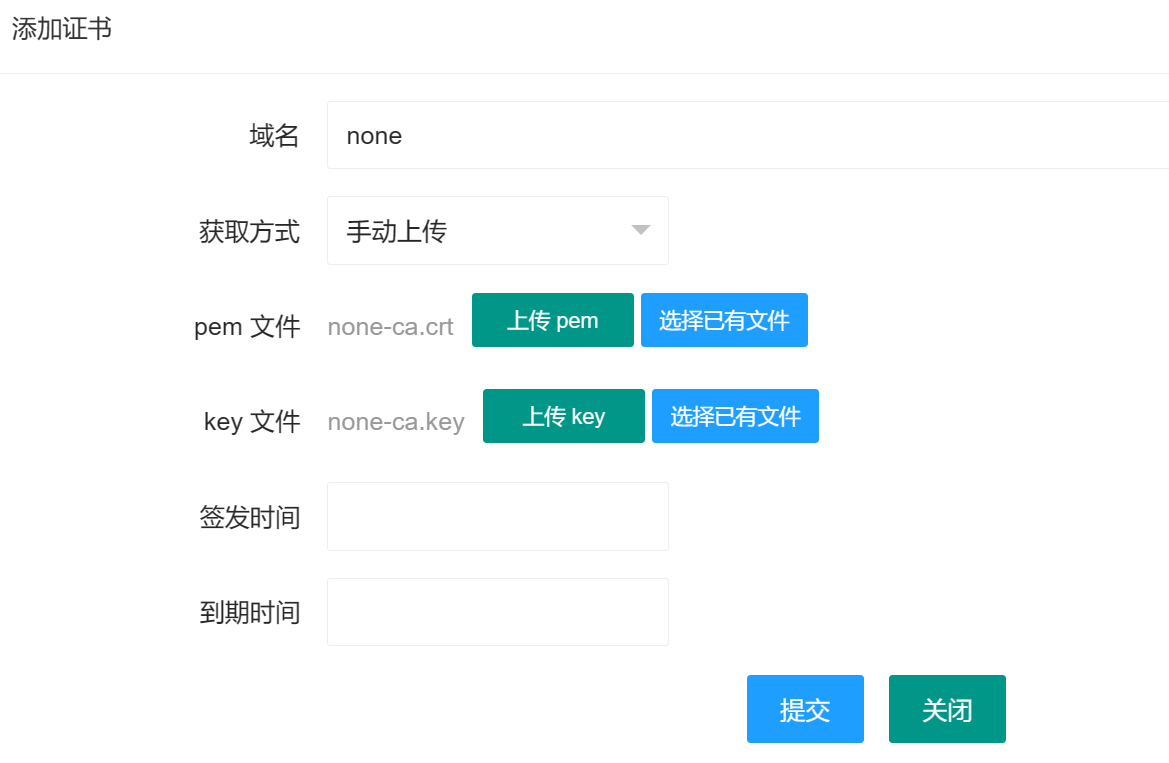 添加证书
域名 none
获取方式 手动上传
pem 文件 none-ca.crt 上传 pem 选择已有文件
key 文件 none-ca.key 上传 key 选择已有文件
签发时间
到期时间
提交 关闭